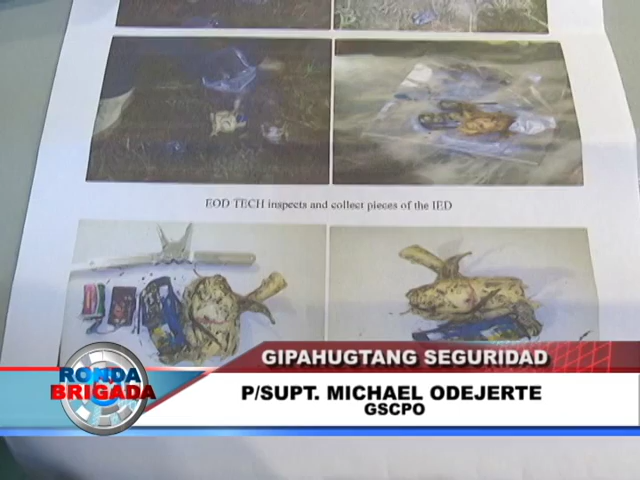 EOD TECH inspects and collect pieces of the IED
GIPAHUGTANG SEGURIDAD
RONDA
BRIGADA
P/SUPT. MICHAEL ODEJERTE
GSCPO